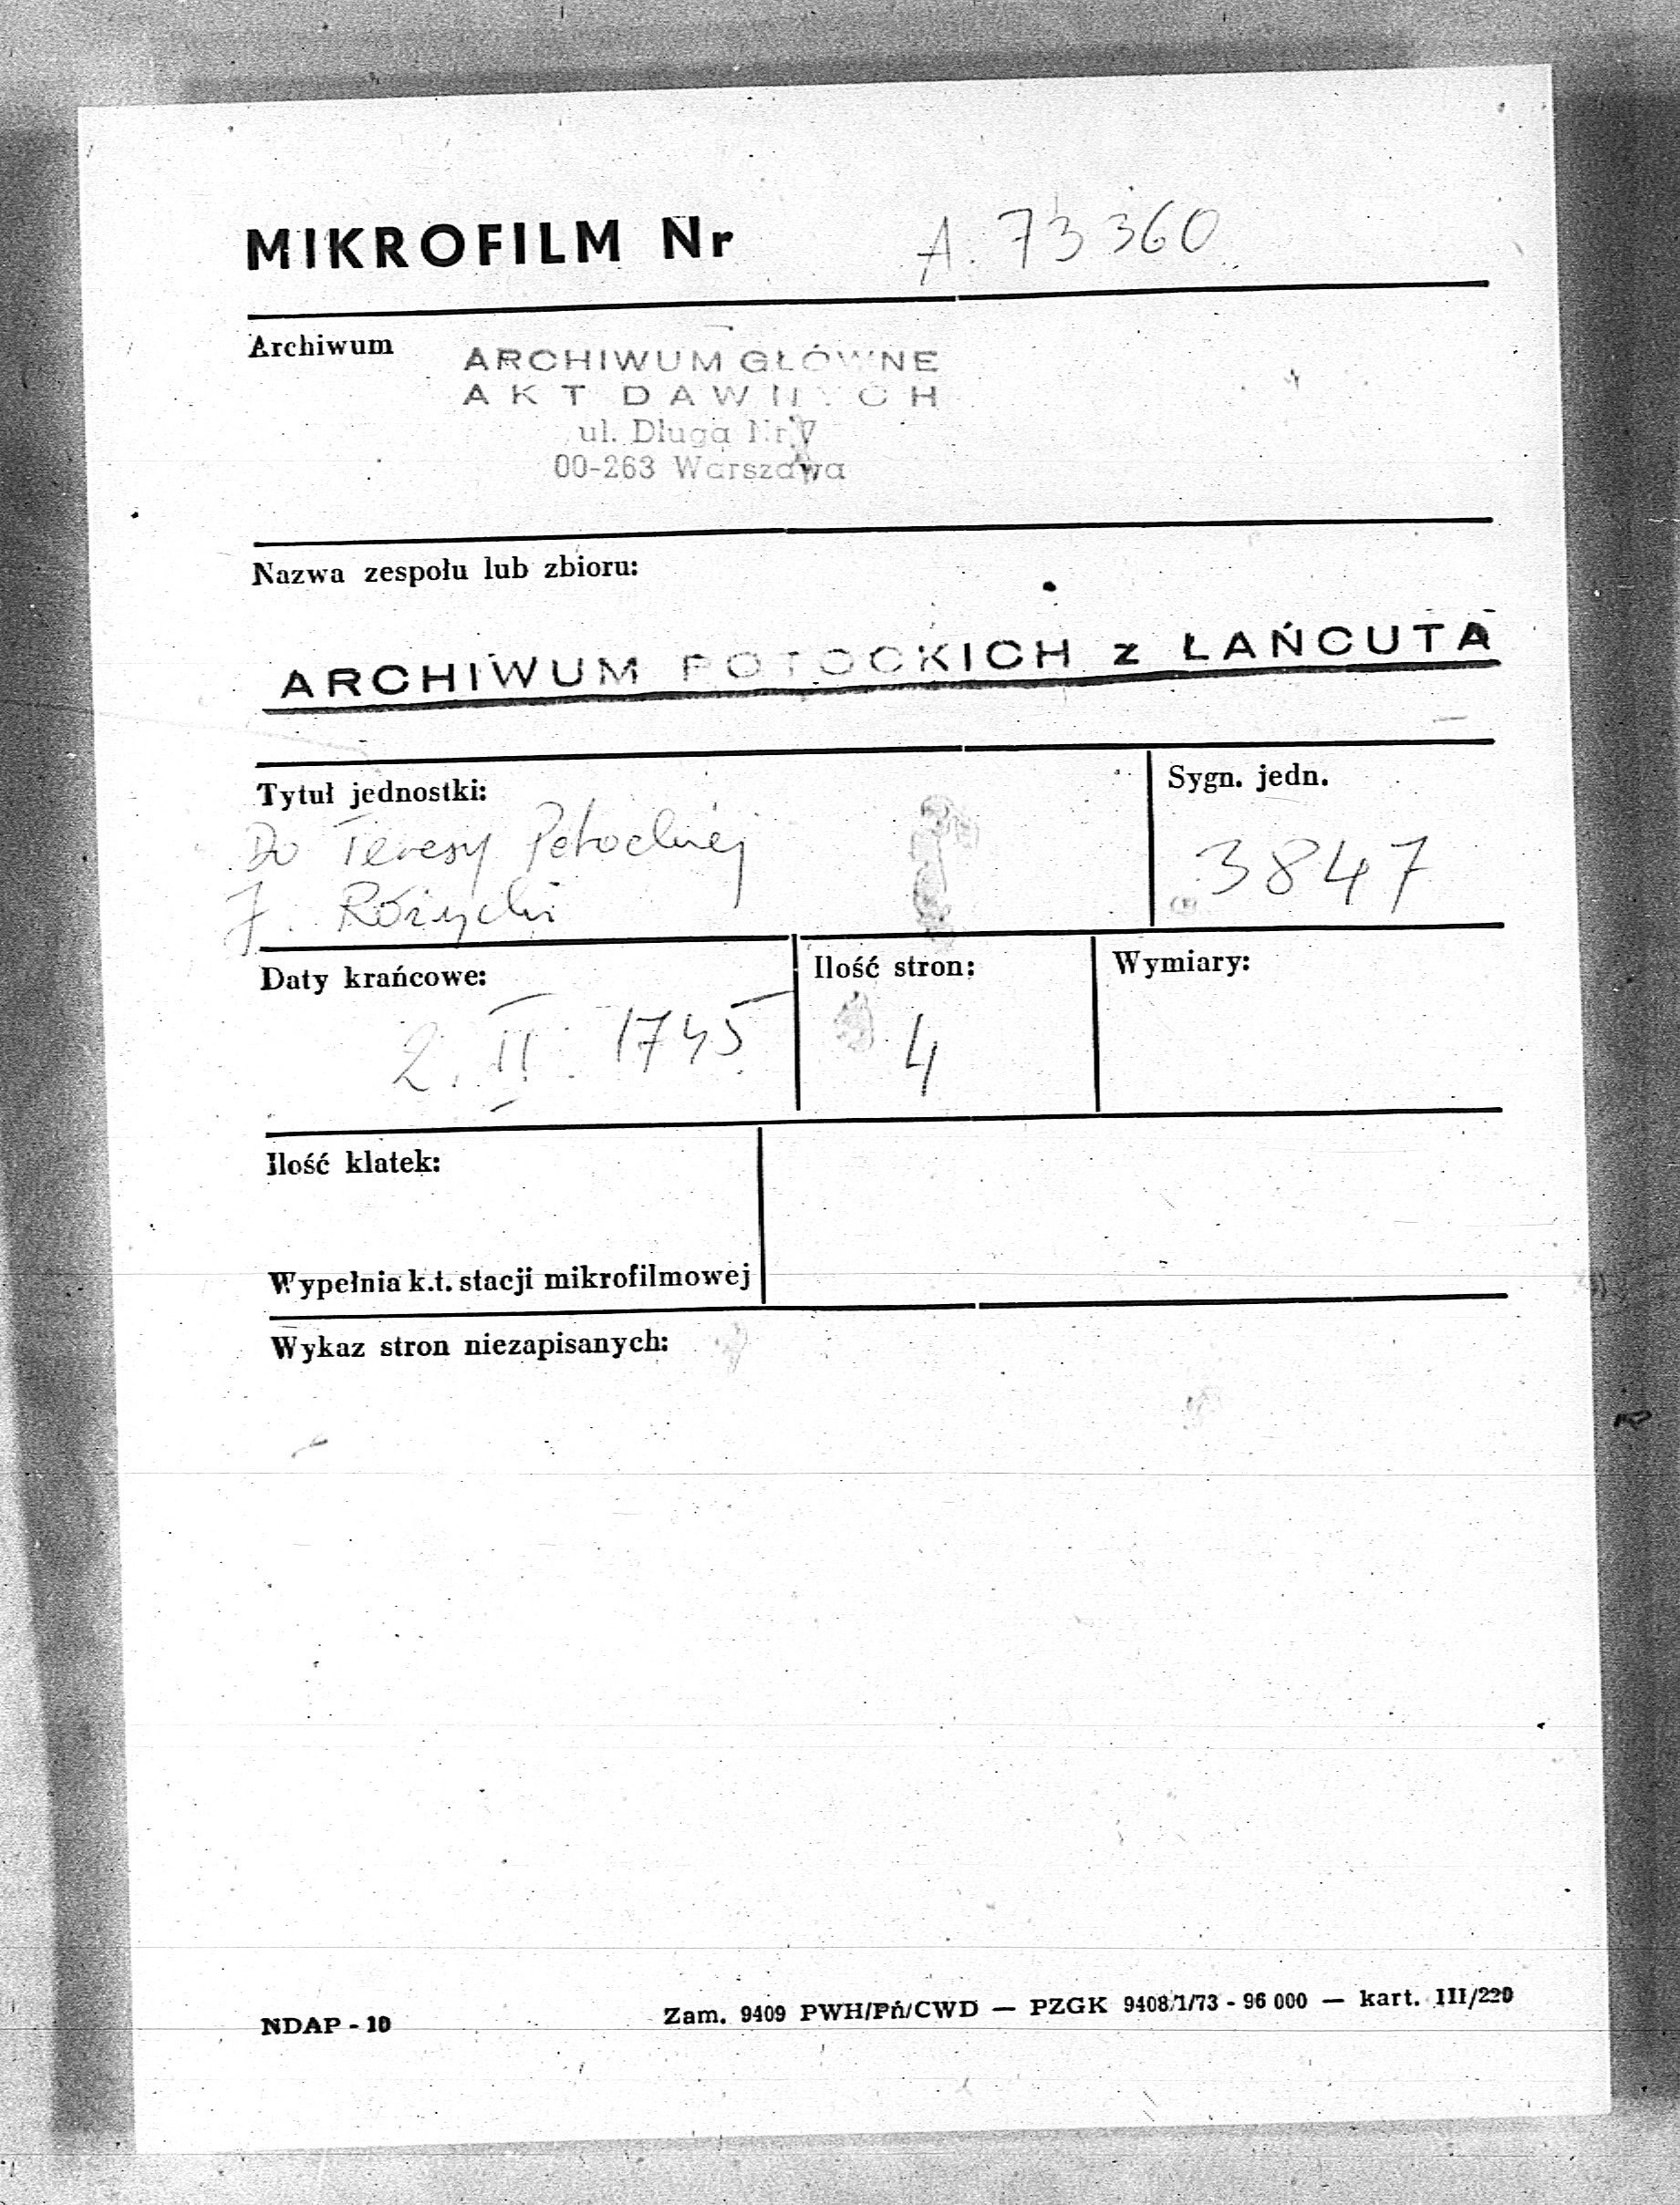 MIKROFILM Nr A. 73 360
Archiwum
ARCHIWUM GŁÓWNE
AKT DAWNYCH
ul. Długa Nr 7
00-263 Warszawa
Nazwa zespołu lub zbioru:
ARCHIWUM POTOCKICH z ŁAŃCUTA
Tytuł jednostki:
Sygn. jedn.
Do Teresy Potockiej
J. Różycki
3847
Daty krańcowe:
Ilość stron:
Wymiary:
2. II. 1745
4
Ilość klatek:
Wypełnia k.t. stacji mikrofilmowej
Wykaz stron niezapisanych:
NDAP - 10
Zam. 9409 PWH/Pń/CWD — PZGK 9408/1/73 - 96 000 — kart. III/220